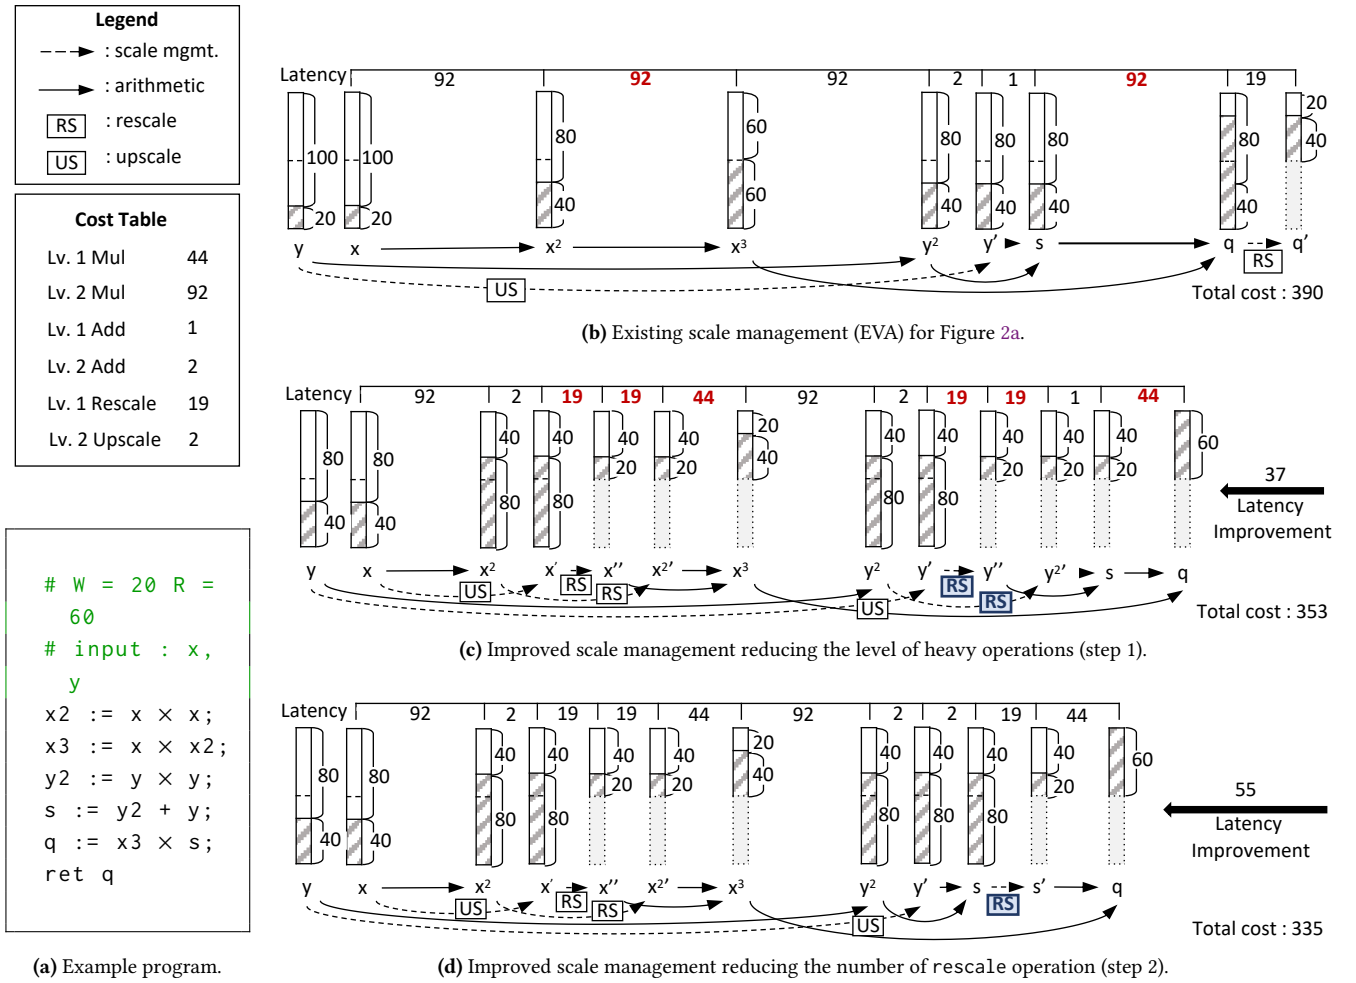 Legend
: scale mgmt.
: arithmetic
RS : rescale
US : upscale
Cost Table
Lv. 1 Mul 44
Lv. 2 Mul 92
Lv. 1 Add 1
Lv. 2 Add 2
Lv. 1 Rescale 19
Lv. 2 Upscale 2
# W = 20 R =
60
# input : x,
y
x2 := x × x;
x3 := x × x2;
y2 := y × y;
s := y2 + y;
q := x3 × s;
ret q
(a) Example program.
Latency 92 92 92 2 1 92 19
100 100 80 60 80 80 80 80 20
40
20 20 40 60 40 40 40 40
y x x² x³ y² y’ s q q’
US RS
Total cost : 390
(b) Existing scale management (EVA) for Figure 2a.
Latency 92 2 19 19 44 92 2 19 19 1 44
80 80 40 40 40 40 20 40 40 40 40 40 60
20 20 40 20 20 20
40 40 80 80 80 80
37
Latency
Improvement
y x x² x’ x’’ x²’ x³ y² y’ y’’ y²’ s q
US RS RS US RS RS
Total cost : 353
(c) Improved scale management reducing the level of heavy operations (step 1).
Latency 92 2 19 19 44 92 2 2 19 44
80 80 40 40 40 40 20 40 40 40 40 60
20 20 40 20
40 40 80 80 80 80 80
55
Latency
Improvement
y x x² x’ x’’ x²’ x³ y² y’ s s’ q
US RS RS US RS
Total cost : 335
(d) Improved scale management reducing the number of rescale operation (step 2).